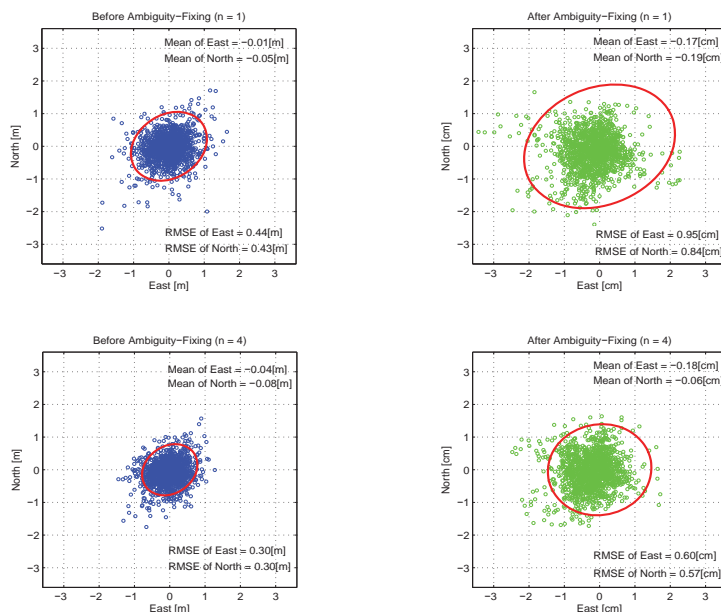 Before Ambiguity−Fixing (n = 1)
3
2
1
0
−1
−2
−3
North [m]
Mean of East = −0.01[m]
Mean of North = −0.05[m]
RMSE of East = 0.44[m]
RMSE of North = 0.43[m]
−3 −2 −1 0 1 2 3
East [m]
After Ambiguity−Fixing (n = 1)
3
2
1
0
−1
−2
−3
North [cm]
Mean of East = −0.17[cm]
Mean of North = −0.19[cm]
RMSE of East = 0.95[cm]
RMSE of North = 0.84[cm]
−3 −2 −1 0 1 2 3
East [cm]
Before Ambiguity−Fixing (n = 4)
3
2
1
0
−1
−2
−3
North [m]
Mean of East = −0.04[m]
Mean of North = −0.08[m]
RMSE of East = 0.30[m]
RMSE of North = 0.30[m]
−3 −2 −1 0 1 2 3
East [m]
After Ambiguity−Fixing (n = 4)
3
2
1
0
−1
−2
−3
North [cm]
Mean of East = −0.18[cm]
Mean of North = −0.06[cm]
RMSE of East = 0.60[cm]
RMSE of North = 0.57[cm]
−3 −2 −1 0 1 2 3
East [cm]